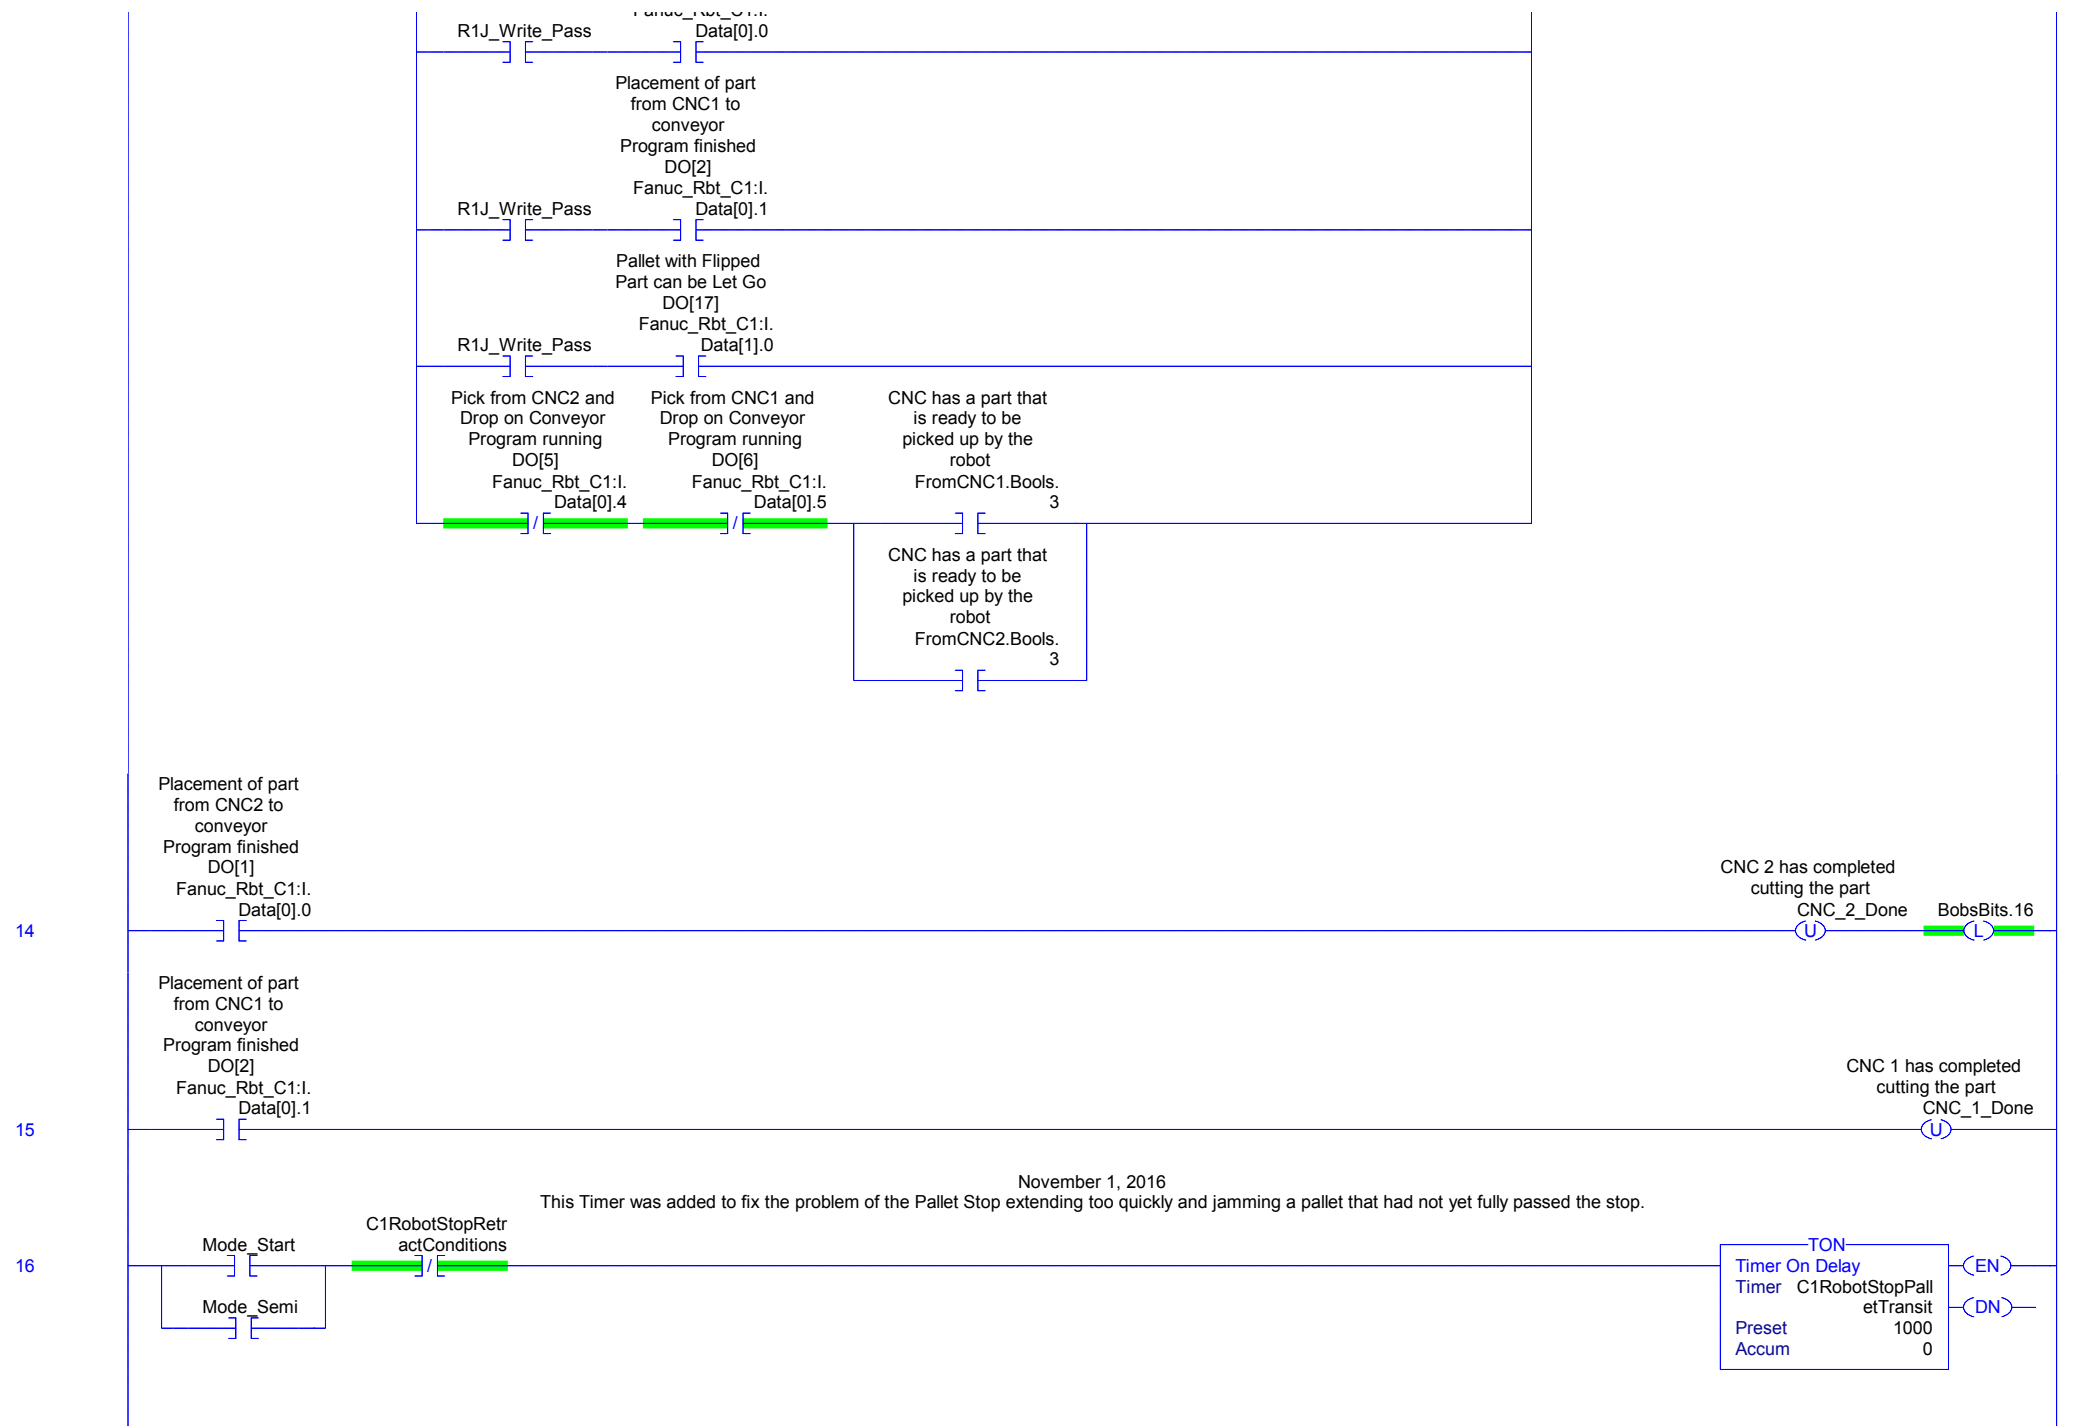 R1J_Write_Pass
Data[0].0
Placement of part
from CNC1 to
conveyor
Program finished
DO[2]
Fanuc_Rbt_C1:I.
R1J_Write_Pass
Data[0].1
Pallet with Flipped
Part can be Let Go
DO[17]
Fanuc_Rbt_C1:I.
R1J_Write_Pass
Data[1].0
Pick from CNC2 and
Drop on Conveyor
Program running
DO[5]
Fanuc_Rbt_C1:I.
Data[0].4
/
Pick from CNC1 and
Drop on Conveyor
Program running
DO[6]
Fanuc_Rbt_C1:I.
Data[0].5
/
CNC has a part that
is ready to be
picked up by the
robot
FromCNC1.Bools.
3
CNC has a part that
is ready to be
picked up by the
robot
FromCNC2.Bools.
3
14
Placement of part
from CNC2 to
conveyor
Program finished
DO[1]
Fanuc_Rbt_C1:I.
Data[0].0
CNC 2 has completed
cutting the part
CNC_2_Done
U
BobsBits.16
L
15
Placement of part
from CNC1 to
conveyor
Program finished
DO[2]
Fanuc_Rbt_C1:I.
Data[0].1
CNC 1 has completed
cutting the part
CNC_1_Done
U
November 1, 2016
This Timer was added to fix the problem of the Pallet Stop extending too quickly and jamming a pallet that had not yet fully passed the stop.
16
Mode_Start
Mode_Semi
C1RobotStopRetr
actConditions
/
TON
Timer On Delay
Timer C1RobotStopPall
etTransit
Preset 1000
Accum 0
EN
DN